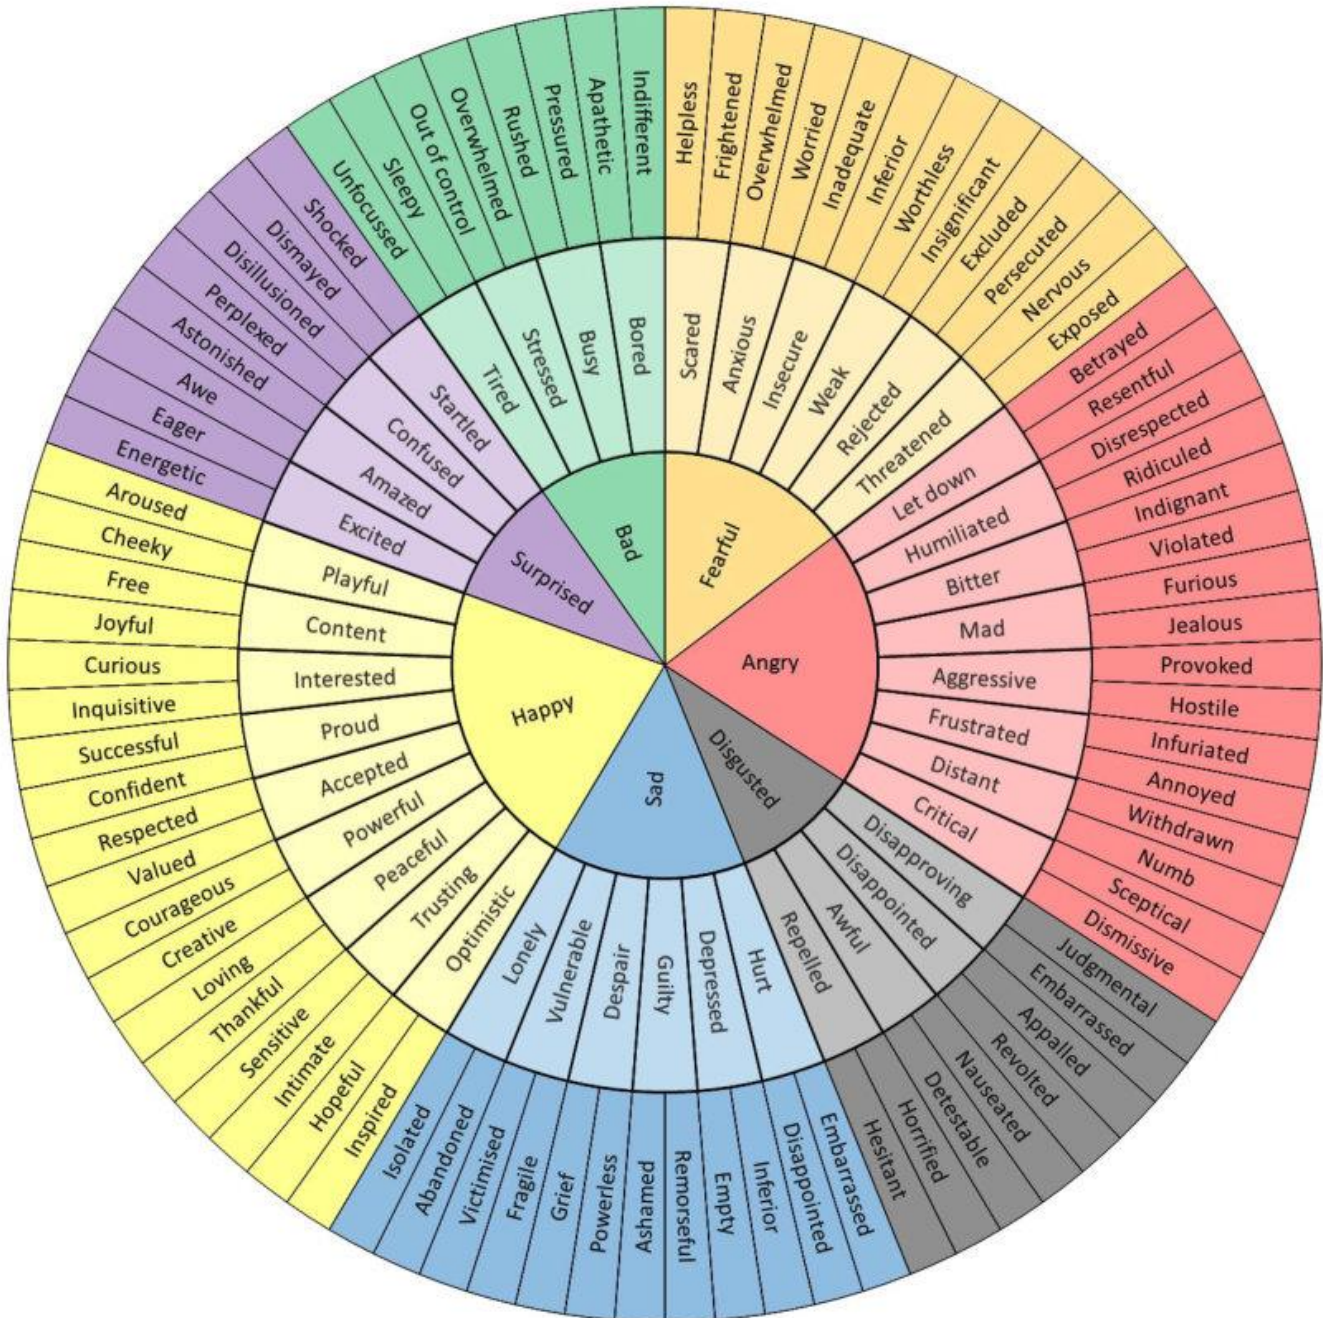 Bad
Fearful
Angry
Disgusted
Sad
Happy
Surprised
Bored
Scared
Anxious
Insecure
Weak
Rejected
Threatened
Let down
Humiliated
Bitter
Mad
Aggressive
Frustrated
Distant
Critical
Disapproving
Disappointed
Awful
Repelled
Hurt
Depressed
Guilty
Despair
Vulnerable
Lonely
Optimistic
Trusting
Peaceful
Powerful
Accepted
Proud
Interested
Content
Playful
Excited
Amazed
Confused
Startled
Tired
Stressed
Busy
Indifferent
Helpless
Frightened
Overwhelmed
Worried
Inadequate
Inferior
Worthless
Insignificant
Excluded
Persecuted
Nervous
Exposed
Betrayed
Resentful
Disrespected
Ridiculed
Indignant
Violated
Furious
Jealous
Provoked
Hostile
Infuriated
Annoyed
Withdrawn
Numb
Sceptical
Dismissive
Judgmental
Embarrassed
Appalled
Revolted
Nauseated
Detestable
Horrified
Hesitant
Embarrassed
Disappointed
Inferior
Empty
Remorseful
Ashamed
Powerless
Grief
Fragile
Victimised
Abandoned
Isolated
Inspired
Hopeful
Intimate
Sensitive
Thankful
Loving
Creative
Courageous
Valued
Respected
Confident
Successful
Inquisitive
Curious
Joyful
Free
Cheeky
Aroused
Energetic
Eager
Awe
Astonished
Perplexed
Disillusioned
Dismayed
Shocked
Unfocussed
Sleepy
Out of control
Overwhelmed
Rushed
Pressured
Apathetic